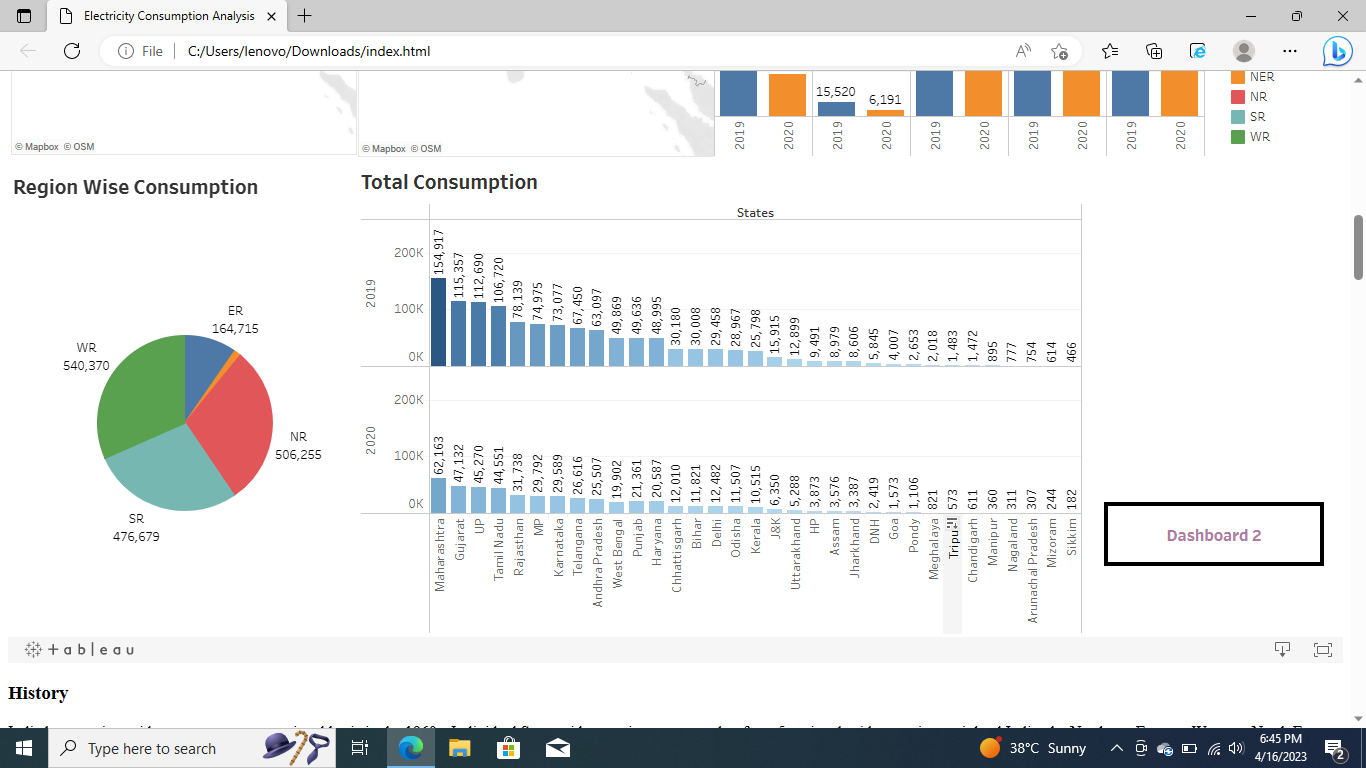 Electricity Consumption Analysis
File
C:/Users/lenovo/Downloads/index.html
© Mapbox © OSM
© Mapbox © OSM
15,520
6,191
2019 2020 2019 2020 2019 2020 2019 2020 2019 2020
NER
NR
SR
WR
Region Wise Consumption
ER
164,715
WR
540,370
NR
506,255
SR
476,679
Total Consumption
States
2019
200K
100K
0K
154,917 115,357 112,690 106,720 78,139 74,975 73,077 67,450 63,097 49,869 49,636 48,995 30,180 30,008 29,458 28,967 25,798 15,915 12,899 9,491 8,979 8,606 5,845 4,007 2,653 2,018 1,483 1,472 895 777 754 614 466
2020
200K
100K
0K
62,163 47,132 45,270 44,551 31,738 29,792 29,589 26,616 25,507 19,902 21,361 20,587 12,010 11,821 12,482 11,507 10,515 6,350 5,288 3,873 3,576 3,387 2,419 1,573 1,106 821 573 611 360 311 307 244 182
Maharashtra Gujarat UP Tamil Nadu Rajasthan MP Karnataka Telangana Andhra Pradesh West Bengal Punjab Haryana Chhattisgarh Bihar Delhi Odisha Kerala J&K Uttarakhand HP Assam Jharkhand DNH Goa Pondy Meghalaya Chandigarh Manipur Nagaland Arunachal Pradesh Mizoram Sikkim
Dashboard 2
+ a b | e a u
History
Type here to search
38°C Sunny
6:45 PM
4/16/2023
2